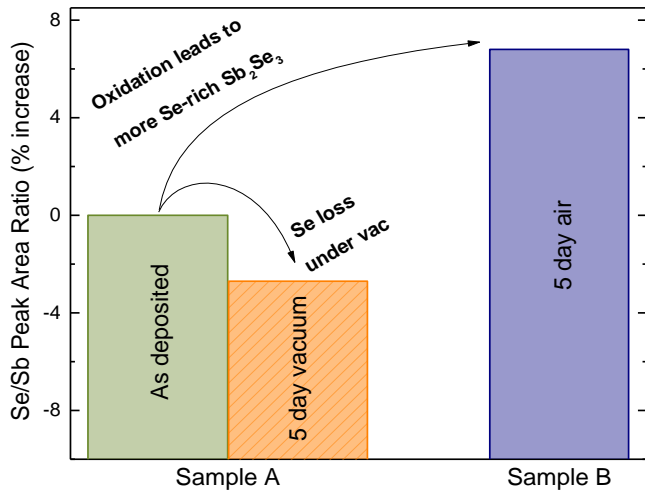 Se/Sb Peak Area Ratio (% increase)
8
4
0
-4
-8
Oxidation leads to
more Se-rich Sb₂Se₃
Se loss
under vac
As deposited
5 day vacuum
5 day air
Sample A
Sample B